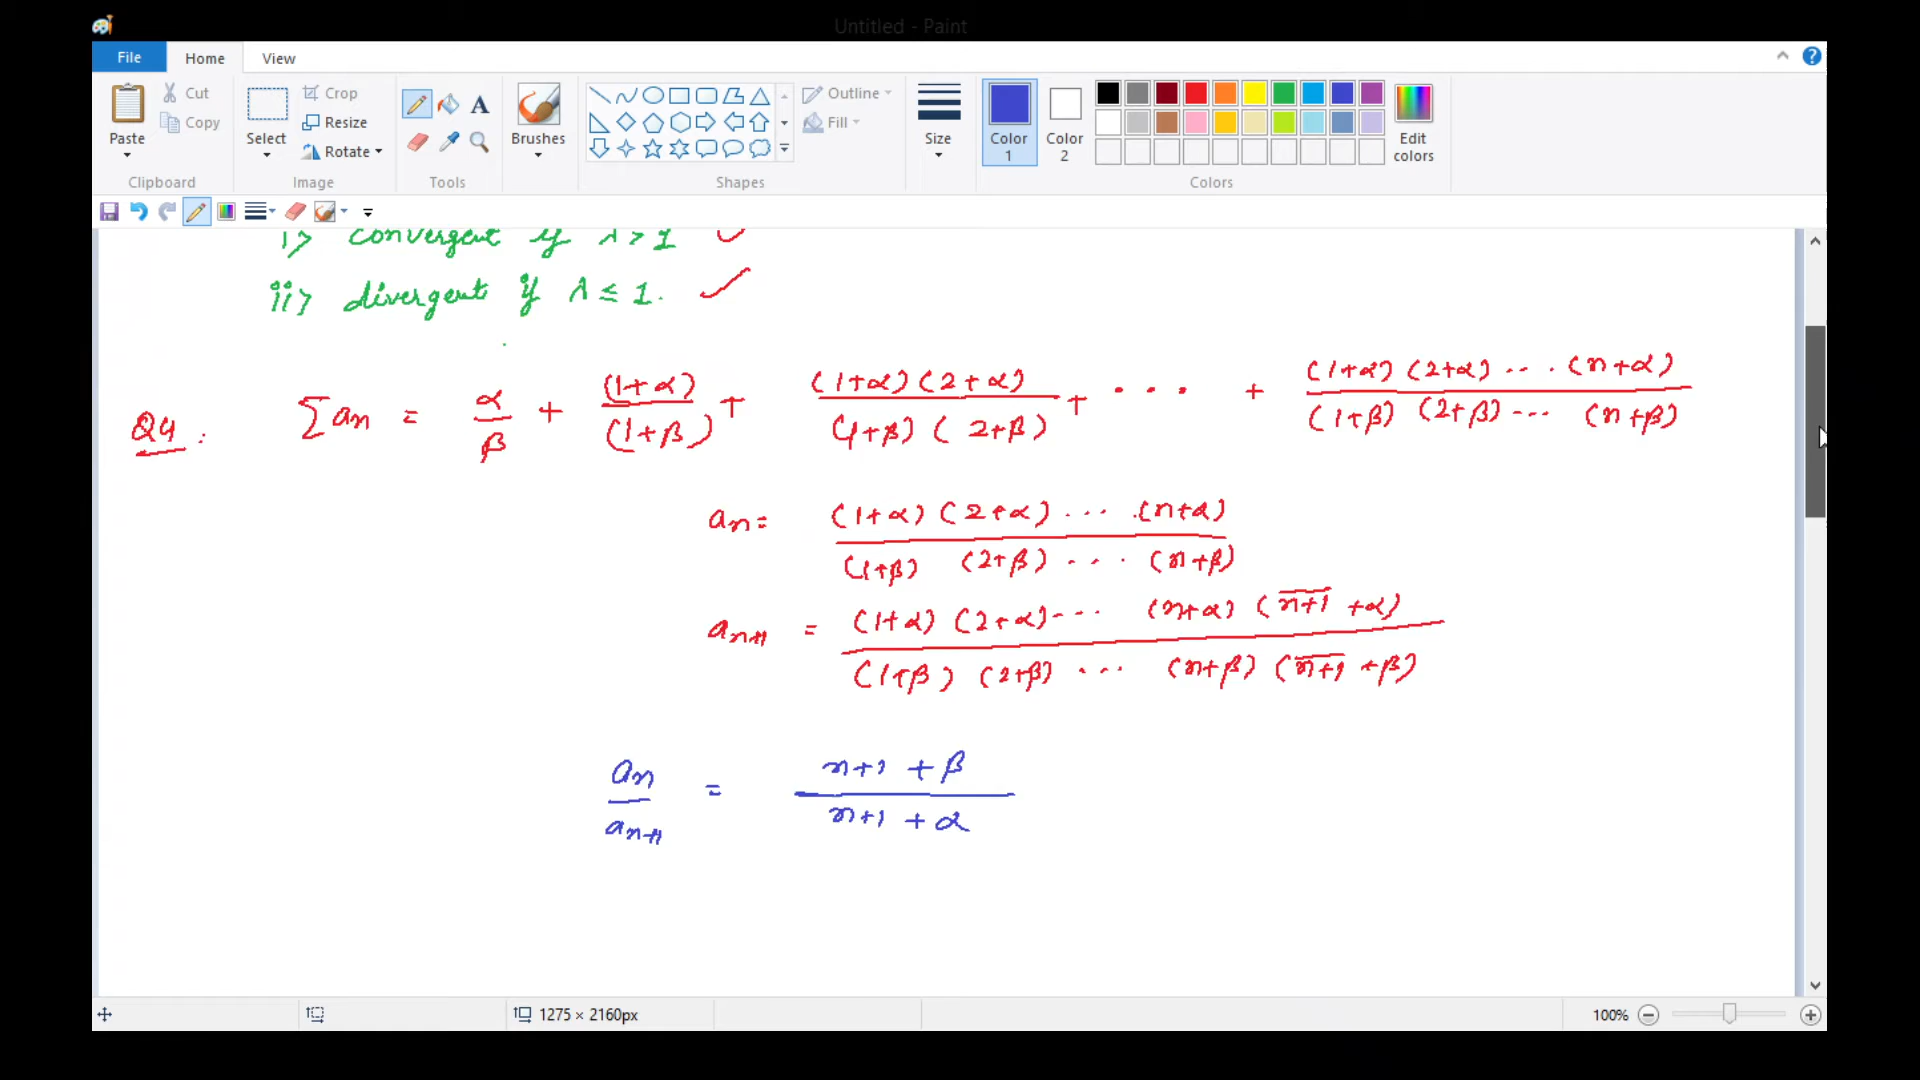 Untitled - Paint
File Home View
Paste Cut Copy Select Crop Resize Rotate Brushes Outline Fill Size Color 1 Color 2 Edit colors
Clipboard Image Tools Shapes Colors
i> convergent if λ > 1 ✓
ii> divergent if λ ≤ 1. ✓
Q4 : ∑an = α/β + (1+α)/(1+β) + (1+α)(2+α)/(1+β)(2+β) + ... + (1+α)(2+α)...(n+α)/(1+β)(2+β)...(n+β)
an = (1+α)(2+α)....(n+α)/(1+β)(2+β)...(n+β)
an+1 = (1+α)(2+α)...(n+α)(n+1+α)/(1+β)(2+β)...(n+β)(n+1+β)
an/an+1 = n+1+β/n+1+α
1275 × 2160px 100%